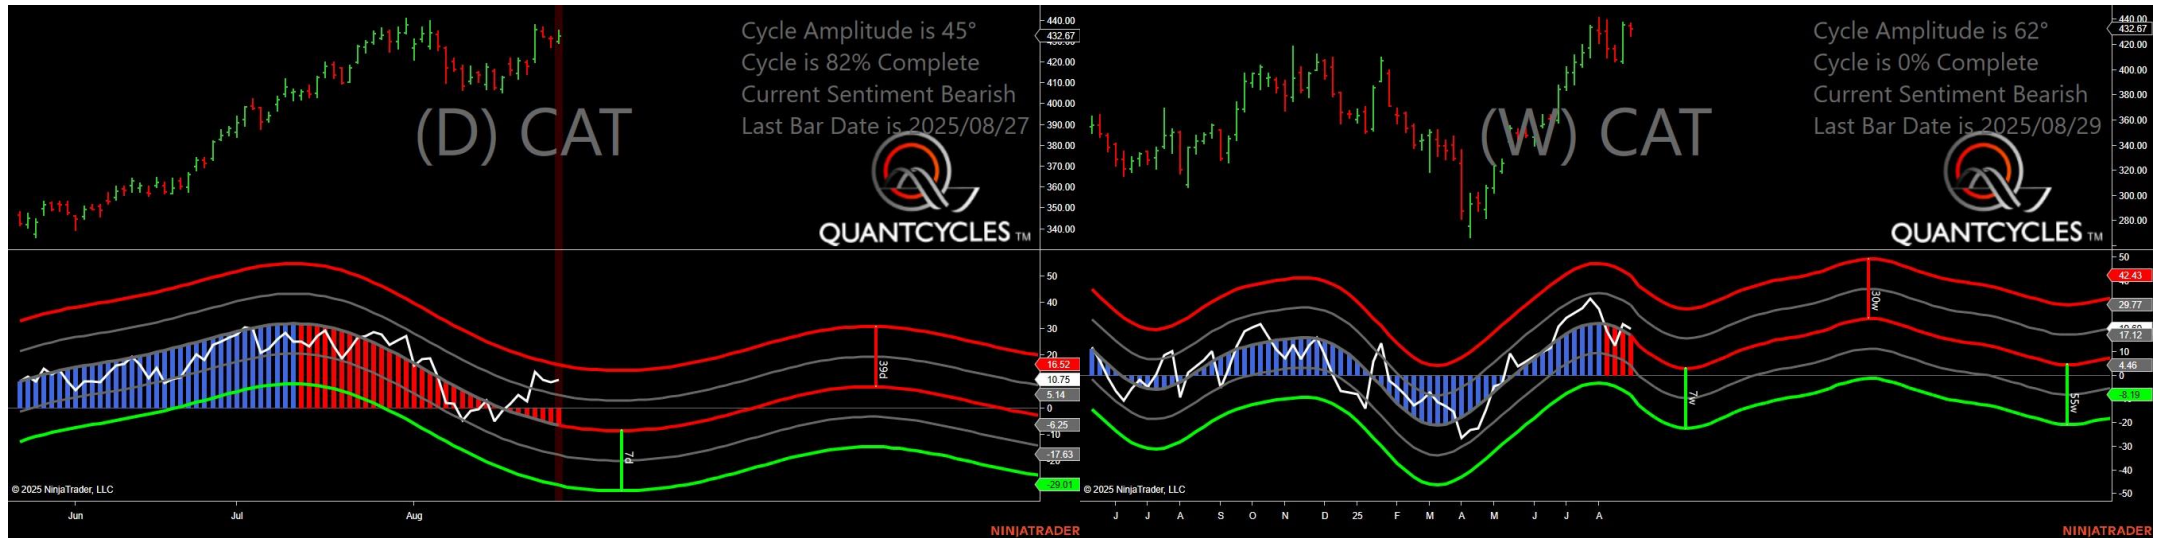 Cycle Amplitude is 45°
Cycle is 82% Complete
Current Sentiment Bearish
Last Bar Date is 2025/08/27
(D) CAT
QUANTCYCLES TM
440.00
432.67
420.00
410.00
400.00
390.00
380.00
370.00
360.00
350.00
340.00
50
40
30
20
16.52
10.75
5.14
0
-6.25
-10
-17.63
-29.01
39d
7d
© 2025 NinjaTrader, LLC
Jun Jul Aug
NINJATRADER
Cycle Amplitude is 62°
Cycle is 0% Complete
Current Sentiment Bearish
Last Bar Date is 2025/08/29
(W) CAT
QUANTCYCLES TM
440.00
432.67
420.00
400.00
380.00
360.00
340.00
320.00
300.00
280.00
50
42.43
29.77
17.12
10
4.46
0
-8.19
-20
-30
-40
-50
30w
7w
55w
© 2025 NinjaTrader, LLC
J J A S O N D 25 F M A M J J A
NINJATRADER